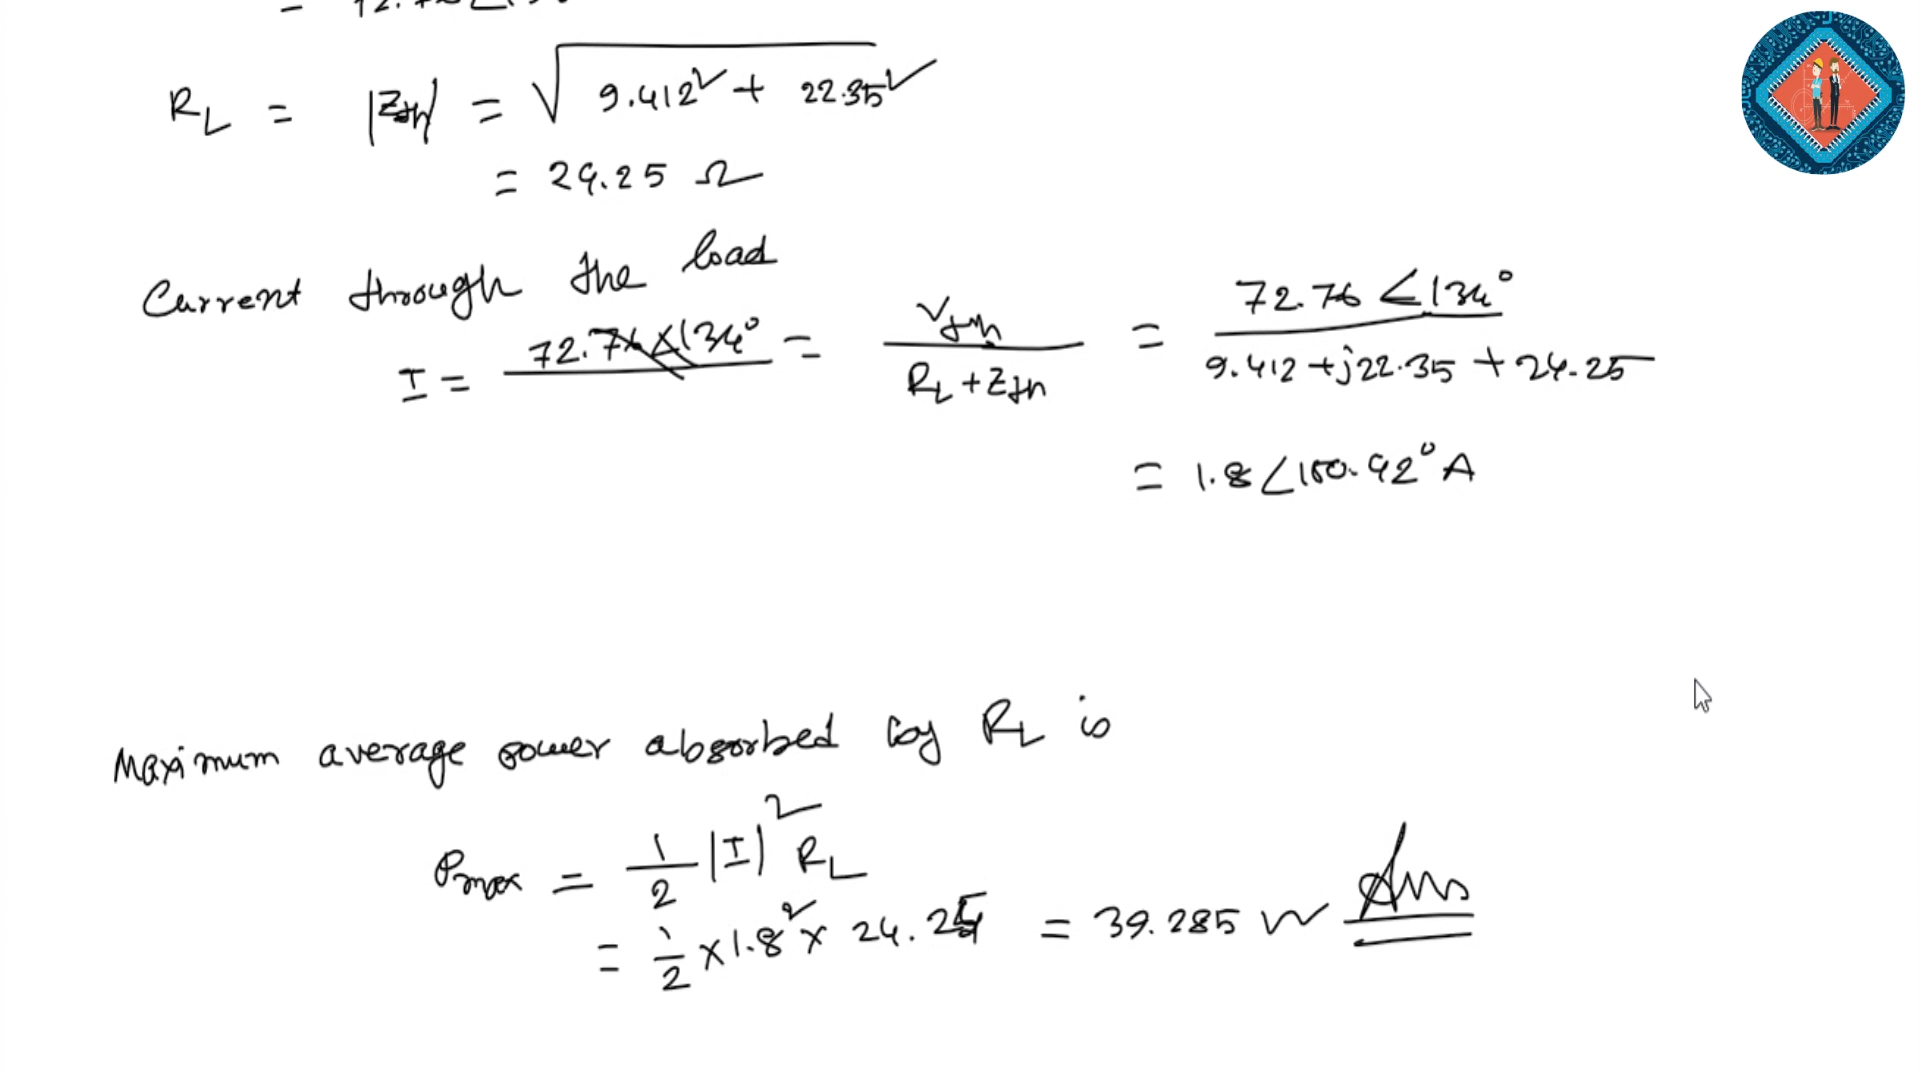 R_L = |Z_th| = √(9.412² + 22.35²)
= 24.25 Ω
Current through the load
I = 72.76∠134° = V_th / (R_L + Z_th) = 72.76∠134° / (9.412 + j22.35 + 24.25)
= 1.8∠100.42° A
Maximum average power absorbed by R_L is
P_max = 1/2 |I|² R_L
= 1/2 × 1.8² × 24.25 = 39.285 W Ans